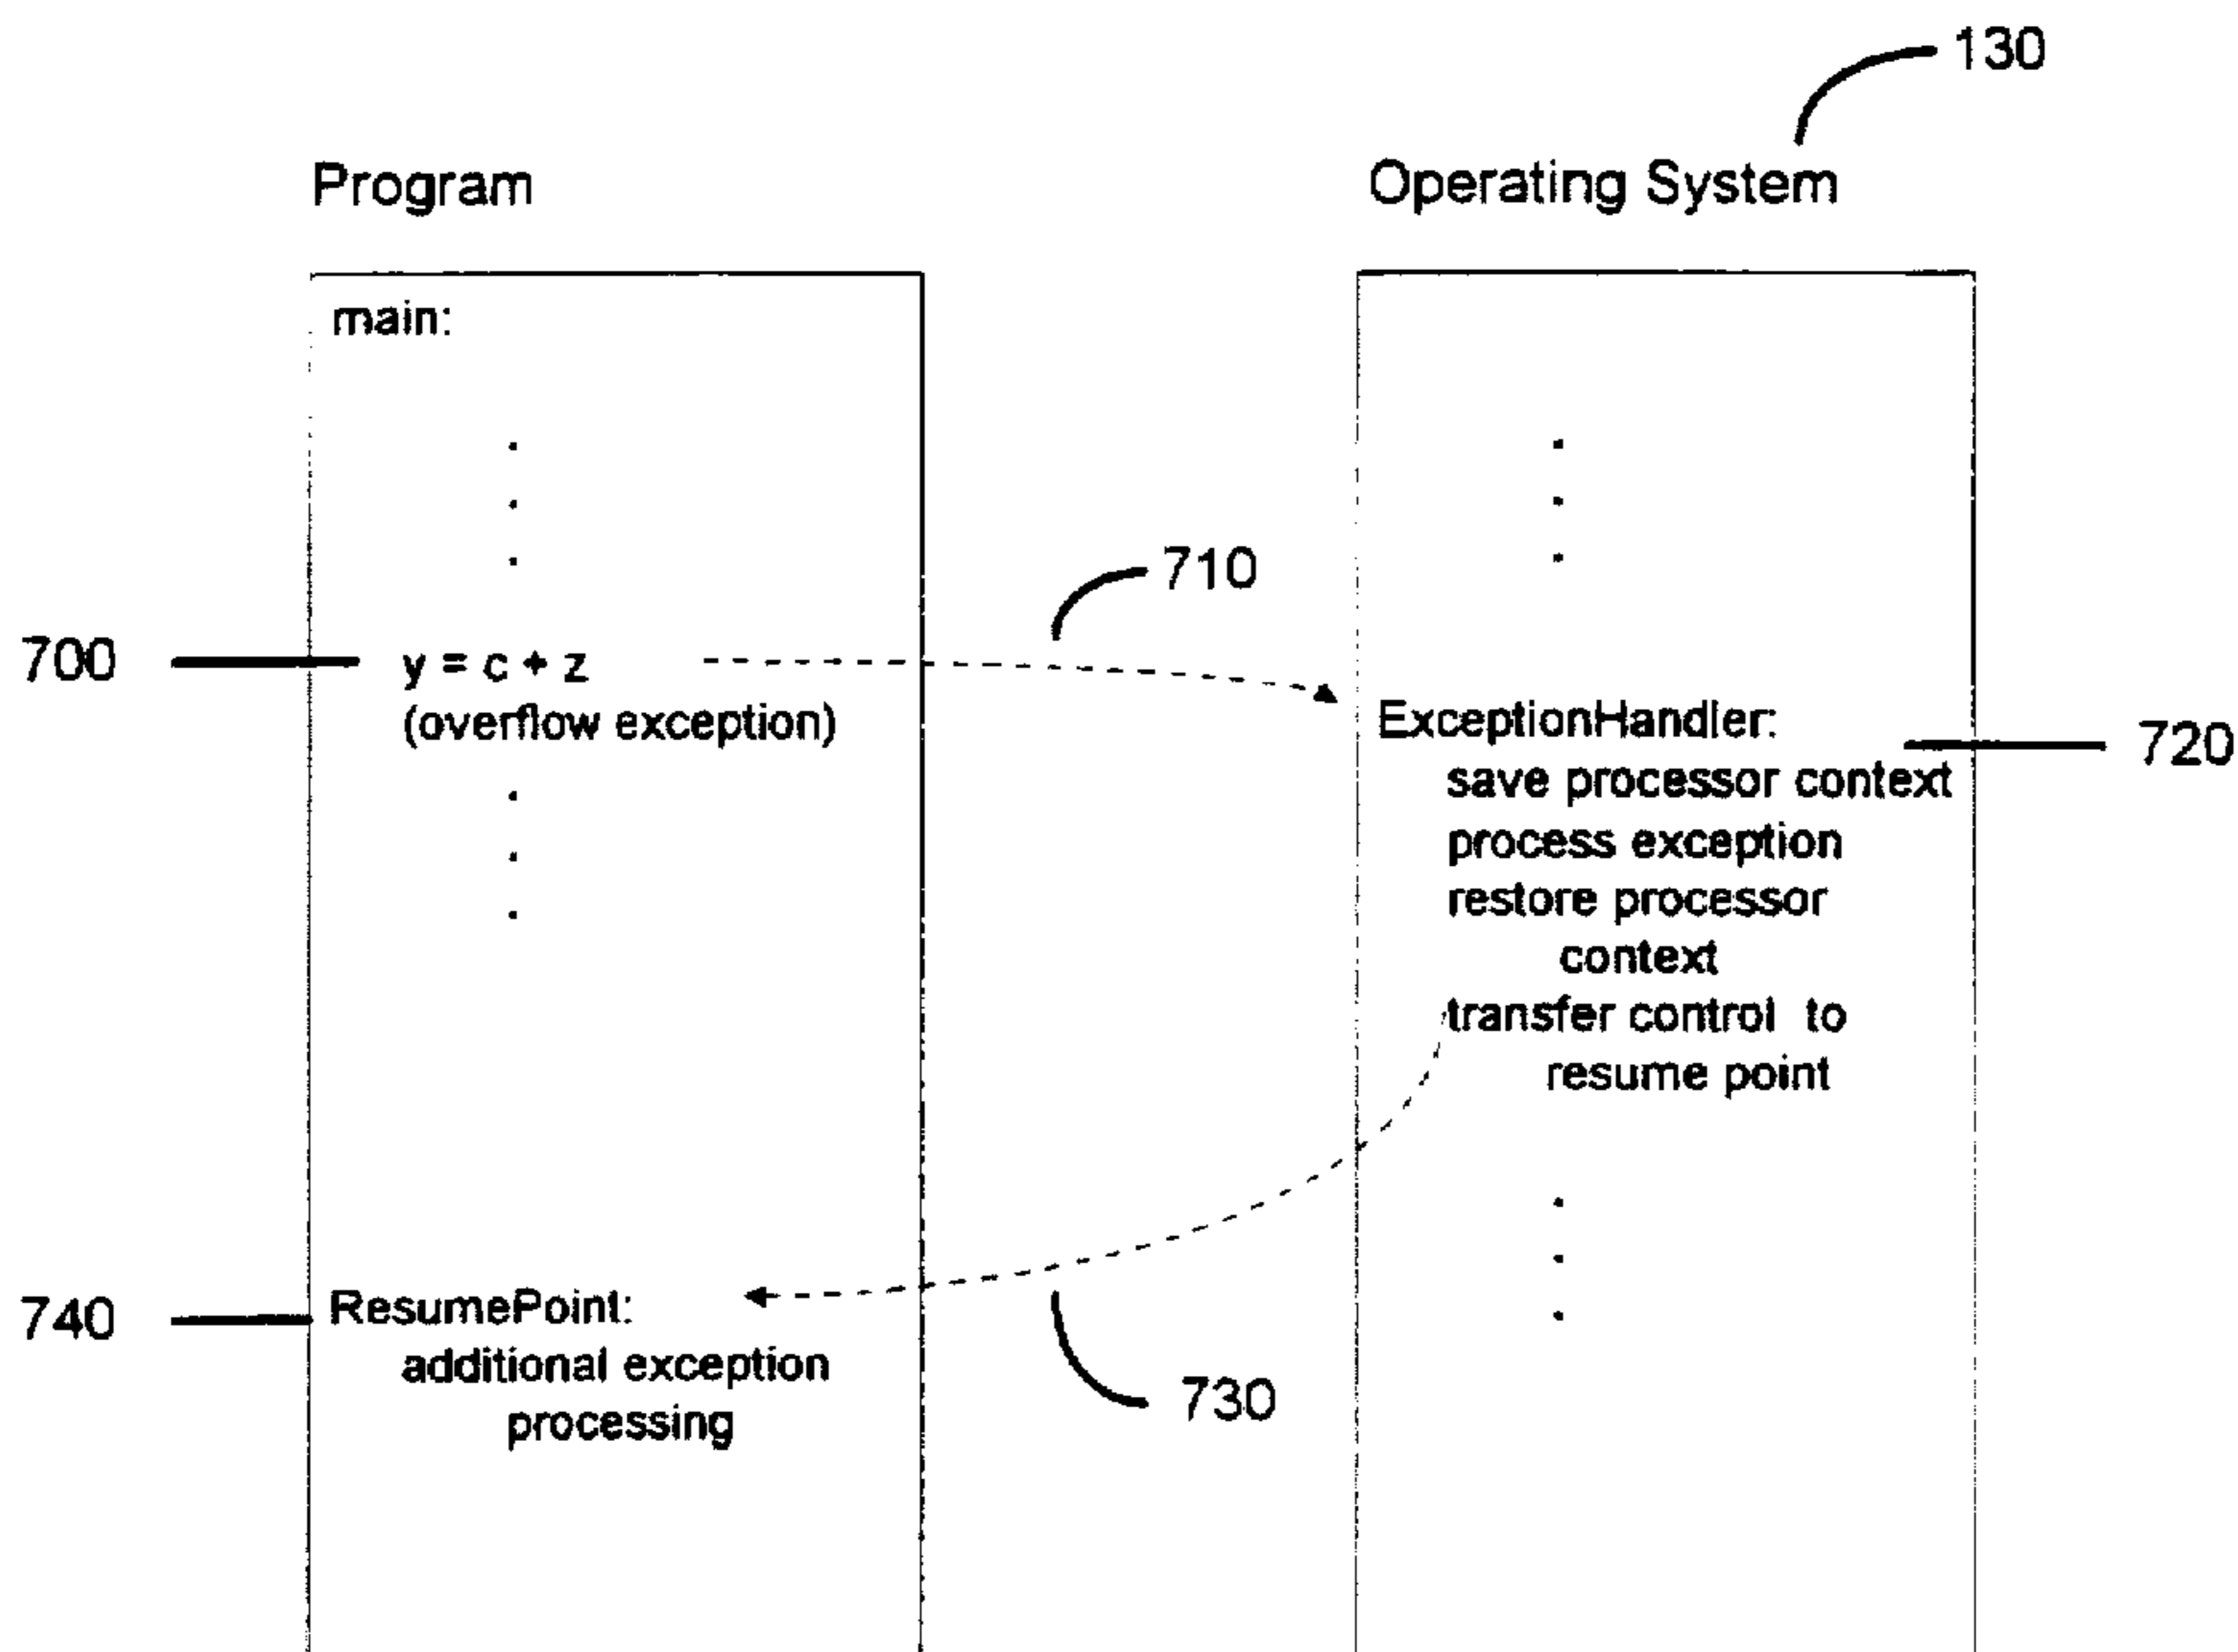 130
Program
Operating System
main:
710
700
y = c + z
(overflow exception)
ExceptionHandler:
720
save processor context
process exception
restore processor
context
transfer control to
resume point
740
ResumePoint:
additional exception
processing
730